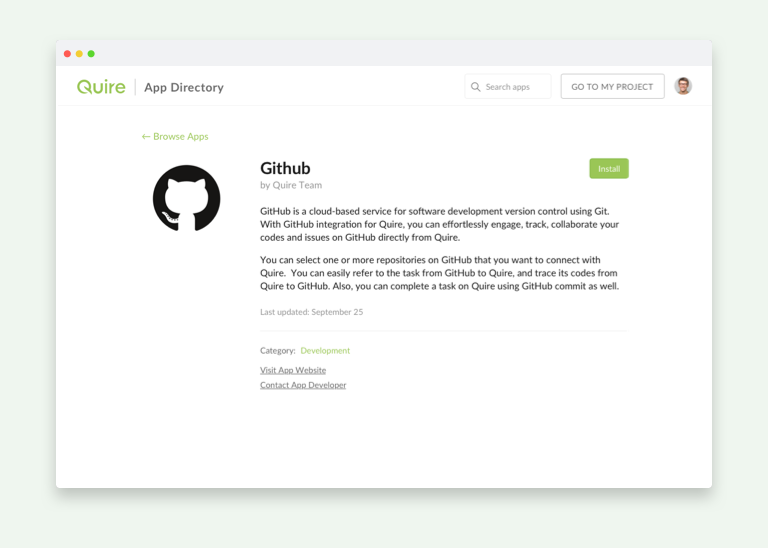 Quire
App Directory
Search apps
GO TO MY PROJECT
← Browse Apps
Github
Install
by Quire Team
GitHub is a cloud-based service for software development version control using Git.
With GitHub integration for Quire, you can effortlessly engage, track, collaborate your
codes and issues on GitHub directly from Quire.
You can select one or more repositories on GitHub that you want to connect with
Quire.  You can easily refer to the task from GitHub to Quire, and trace its codes from
Quire to GitHub. Also, you can complete a task on Quire using GitHub commit as well.
Last updated: September 25
Category: Development
Visit App Website
Contact App Developer